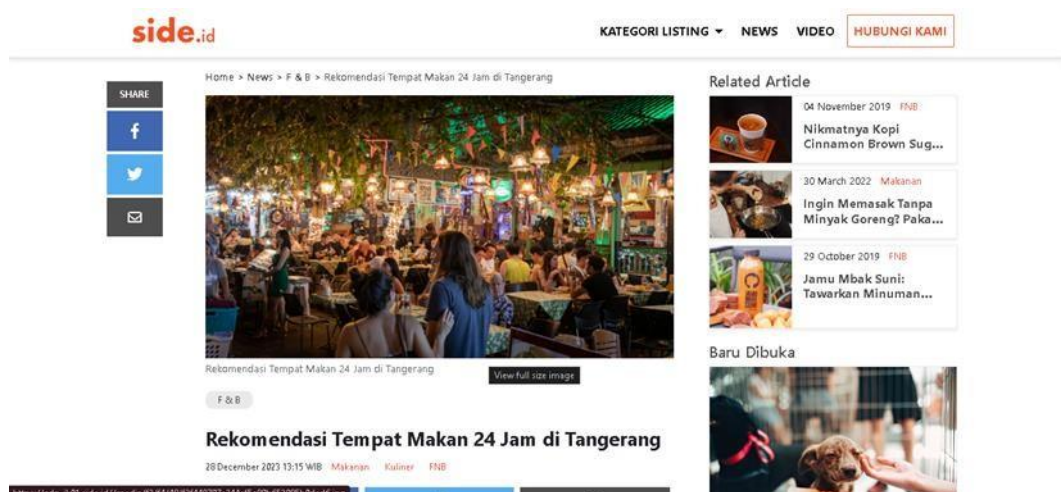 side.id
KATEGORI LISTING
NEWS
VIDEO
HUBUNGI KAMI
SHARE
Home > News > F & B > Rekomendasi Tempat Makan 24 Jam di Tangerang
Rekomendasi Tempat Makan 24 Jam di Tangerang
View full size image
F & B
Rekomendasi Tempat Makan 24 Jam di Tangerang
28 December 2023 13:15 WIB Makanan Kuliner FNB
Related Article
04 November 2019 FNB
Nikmatnya Kopi
Cinnamon Brown Sug...
30 March 2022 Makanan
Ingin Memasak Tanpa
Minyak Goreng? Paka...
29 October 2019 FNB
Jamu Mbak Suni:
Tawarkan Minuman...
Baru Dibuka